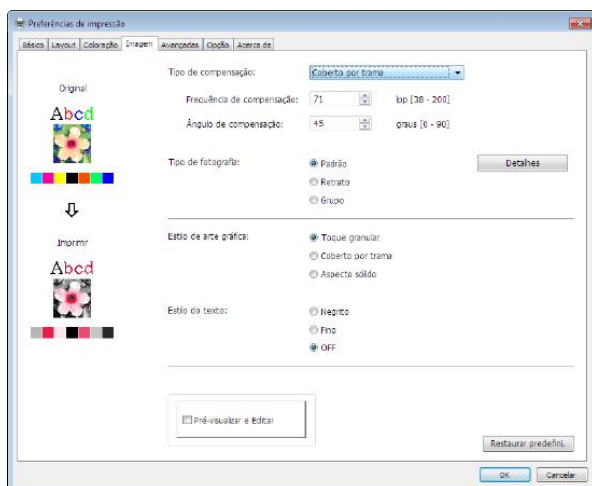 Preferências de impressão
Básico Layout Coloração Imagem Avançadas Opção Acerca de
Tipo de compensação: Coberto por trama
Original
Frequência de compensação: 71 lpp [38 - 200]
Abcd
Ângulo de compensação: 45 graus [0 - 90]
Tipo de fotografia: Padrão Detalhes
Retrato
Grupo
Estilo de arte gráfica: Toque granular
Imprimir
Coberto por trama
Abcd
Aspecto sólido
Estilo do texto: Negrito
Fino
OFF
Pré-visualizar e Editar
Restaurar predefini.
OK Cancelar